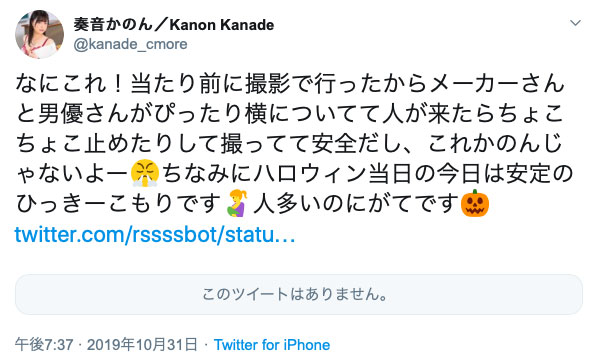 奏音かのん／Kanon Kanade
@kanade_cmore
なにこれ！当たり前に撮影で行ったからメーカーさん
と男優さんがぴったり横についてて人が来たらちょこ
ちょこ止めたりして撮ってて安全だし、これかのんじ
ゃないよー😤ちなみにハロウィン当日の今日は安定の
ひっきーこもりです🤱人多いのにがてです🎃
twitter.com/rssssbot/statu…
このツイートはありません。
午後7:37 · 2019年10月31日 · Twitter for iPhone